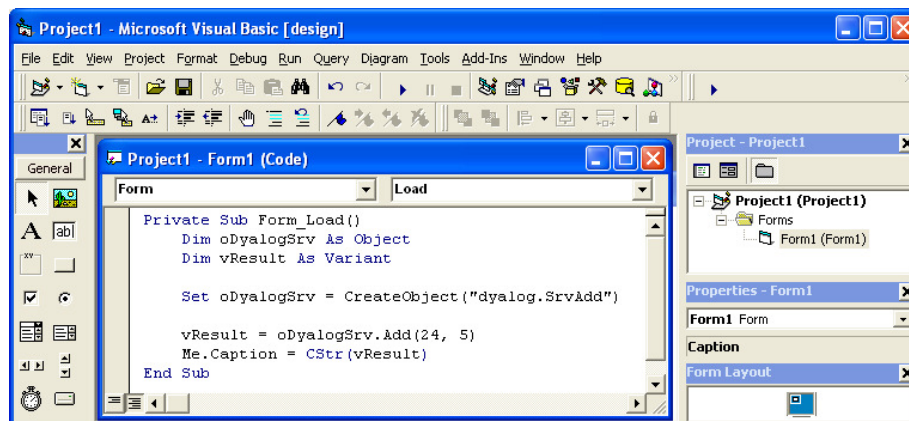 Project1 - Microsoft Visual Basic [design]
File Edit View Project Format Debug Run Query Diagram Tools Add-Ins Window Help
General
A
ab|
xy
Project1 - Form1 (Code)
Form
Load
Private Sub Form_Load()
    Dim oDyalogSrv As Object
    Dim vResult As Variant
    Set oDyalogSrv = CreateObject("dyalog.SrvAdd")
    vResult = oDyalogSrv.Add(24, 5)
    Me.Caption = CStr(vResult)
End Sub
Project - Project1
Project1 (Project1)
Forms
Form1 (Form1)
Properties - Form1
Form1 Form
Caption
Form Layout